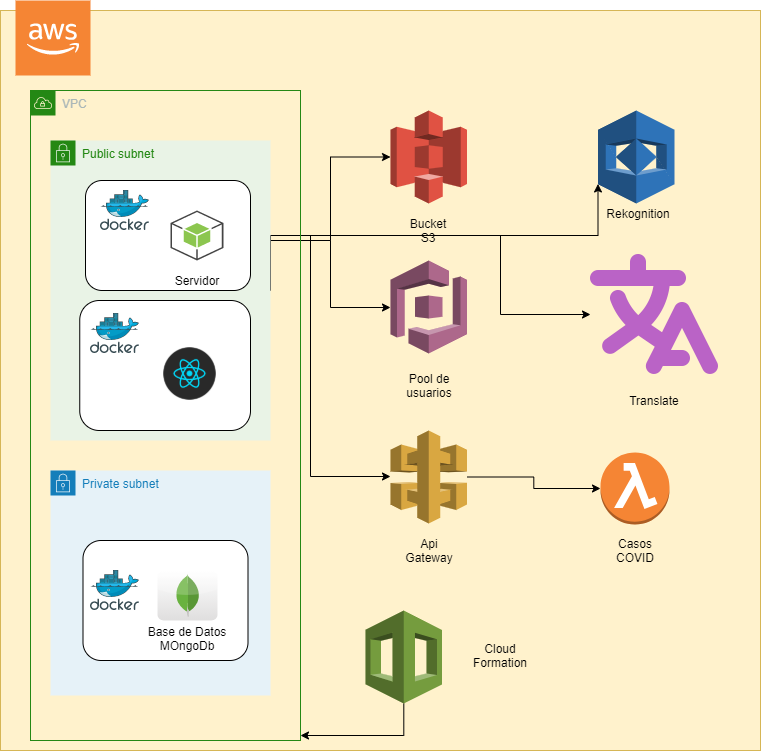 aws
VPC
Public subnet
docker
Servidor
docker
Private subnet
docker
Base de Datos
MOngoDb
Bucket
S3
Rekognition
Pool de
usuarios
Translate
Api
Gateway
Casos
COVID
Cloud
Formation